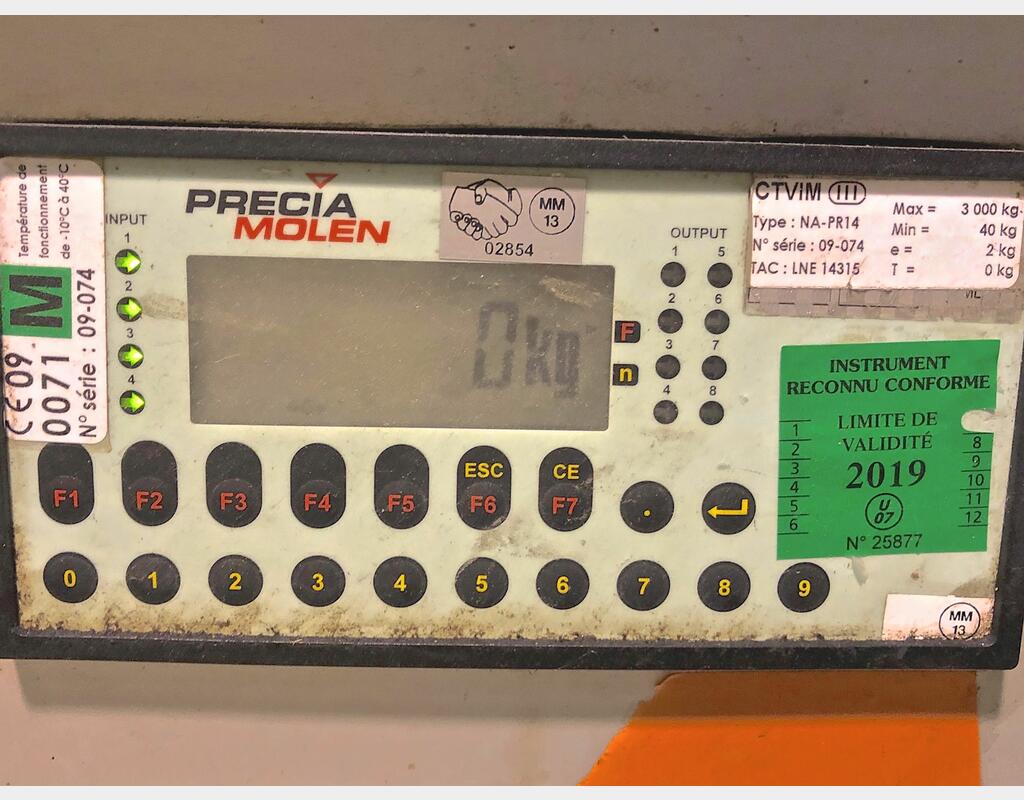 Température de
fonctionnement
de -10°C à 40°C
M
CE 09
0071
N° série : 09-074
INPUT
1
2
3
4
PRECIA
MOLEN
MM
13
02854
0 kg
F
n
OUTPUT
1 5
2 6
3 7
4 8
CTViM III
Type : NA-PR14
N° série : 09-074
TAC : LNE 14315
Max = 3 000 kg
Min = 40 kg
e = 2 kg
T = 0 kg
INSTRUMENT
RECONNU CONFORME
LIMITE DE
VALIDITÉ
2019
U
07
N° 25877
1
2
3
4
5
6
8
9
10
11
12
ESC CE
F1 F2 F3 F4 F5 F6 F7 .
0 1 2 3 4 5 6 7 8 9
MM
13